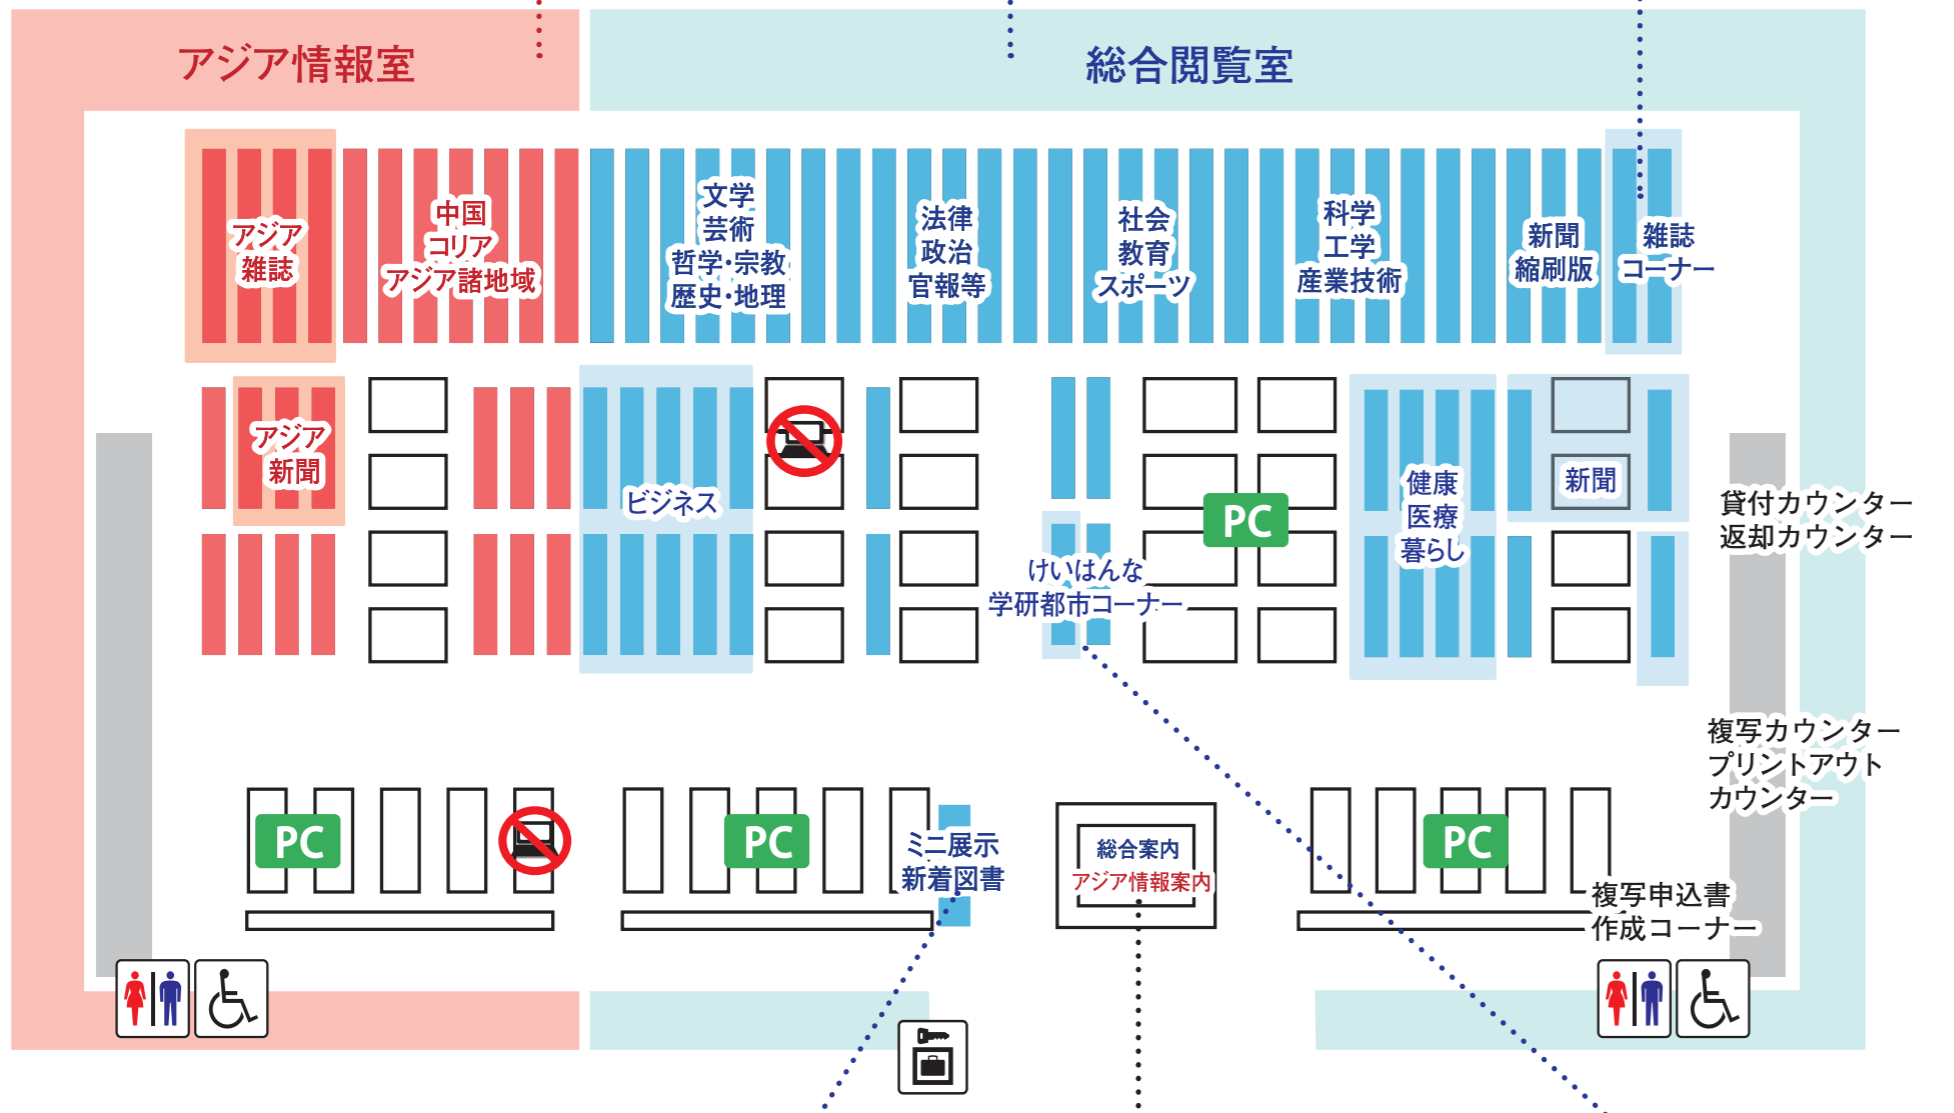 アジア情報室
総合閲覧室
アジア
雑誌
中国
コリア
アジア諸地域
文学
芸術
哲学・宗教
歴史・地理
法律
政治
官報等
社会
教育
スポーツ
科学
工学
産業技術
新聞
縮刷版
雑誌
コーナー
アジア
新聞
ビジネス
けいはんな
学研都市コーナー
PC
健康
医療
暮らし
新聞
貸付カウンター
返却カウンター
複写カウンター
プリントアウト
カウンター
PC
PC
ミニ展示
新着図書
総合案内
アジア情報案内
PC
複写申込書
作成コーナー